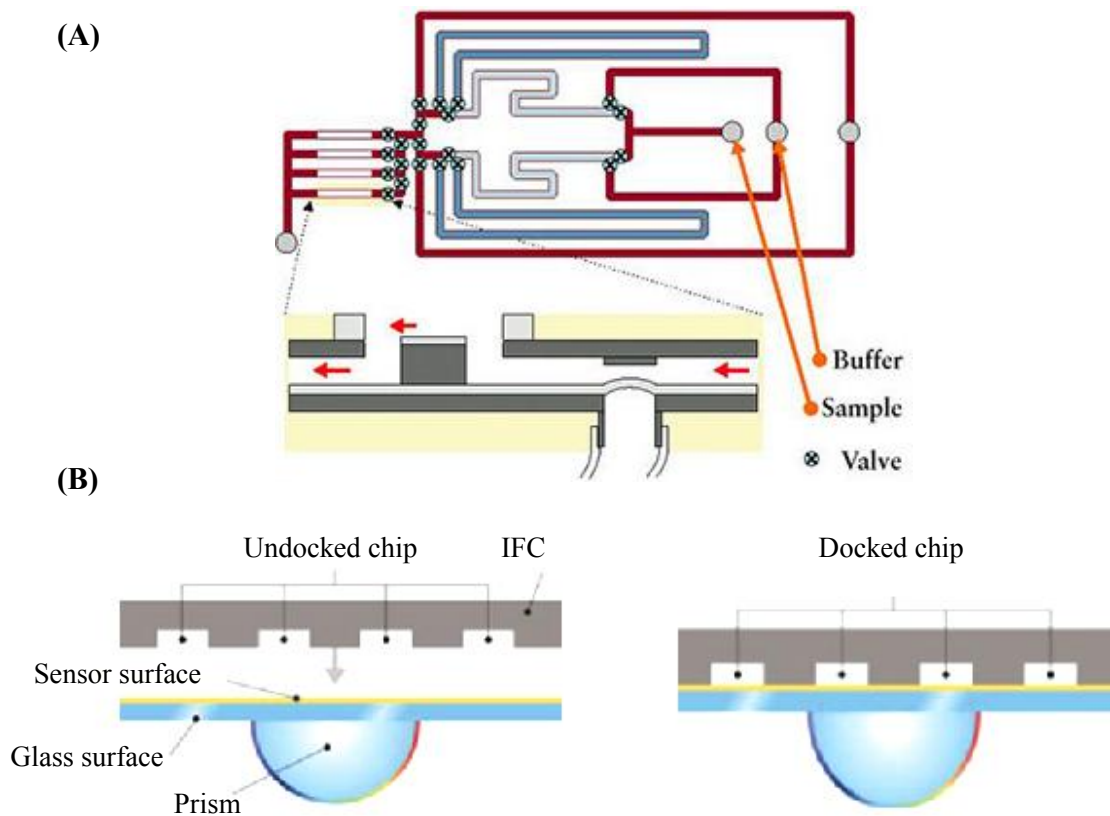 (A)
Buffer
Sample
Valve
(B)
Undocked chip
IFC
Docked chip
Sensor surface
Glass surface
Prism